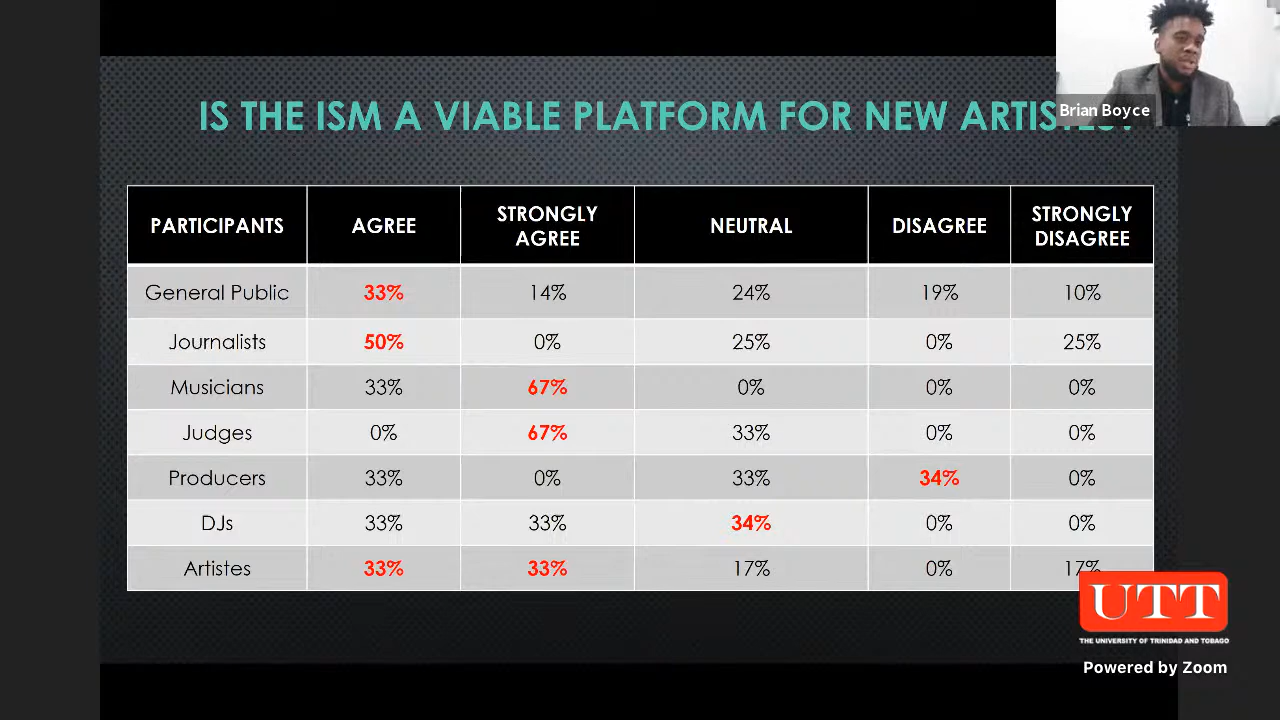 IS THE ISM A VIABLE PLATFORM FOR NEW
Brian Boyce
PARTICIPANTS AGREE STRONGLY AGREE NEUTRAL DISAGREE STRONGLY DISAGREE
General Public 33% 14% 24% 19% 10%
Journalists 50% 0% 25% 0% 25%
Musicians 33% 67% 0% 0% 0%
Judges 0% 67% 33% 0% 0%
Producers 33% 0% 33% 34% 0%
DJs 33% 33% 34% 0% 0%
Artistes 33% 33% 17% 0% 17%
UTT
THE UNIVERSITY OF TRINIDAD AND TOBAGO
Powered by Zoom